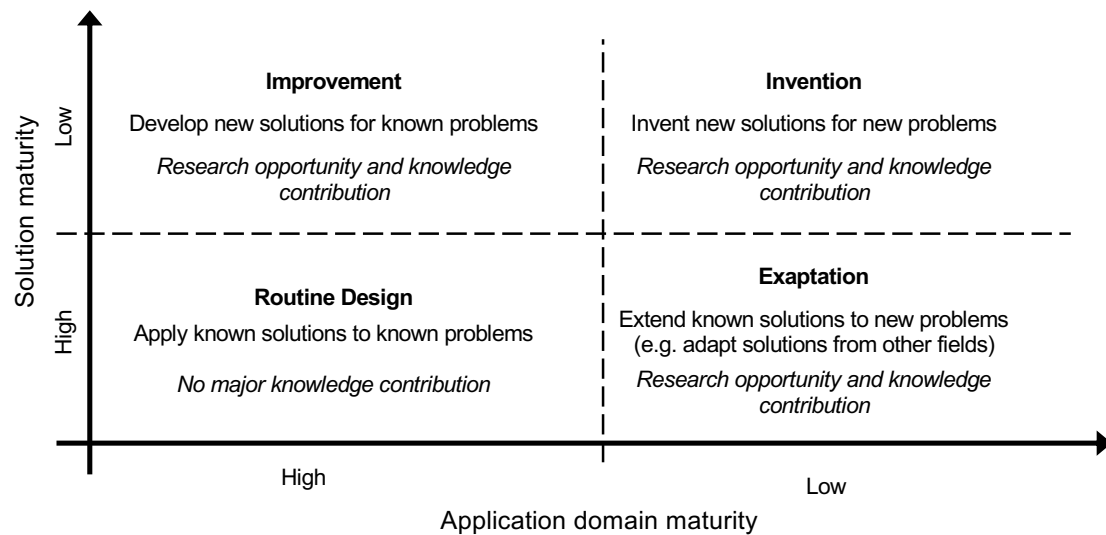 Improvement
Develop new solutions for known problems
Research opportunity and knowledge
contribution
Invention
Invent new solutions for new problems
Research opportunity and knowledge
contribution
Routine Design
Apply known solutions to known problems
No major knowledge contribution
Exaptation
Extend known solutions to new problems
(e.g. adapt solutions from other fields)
Research opportunity and knowledge
contribution
Solution maturity
Low
High
High
Low
Application domain maturity